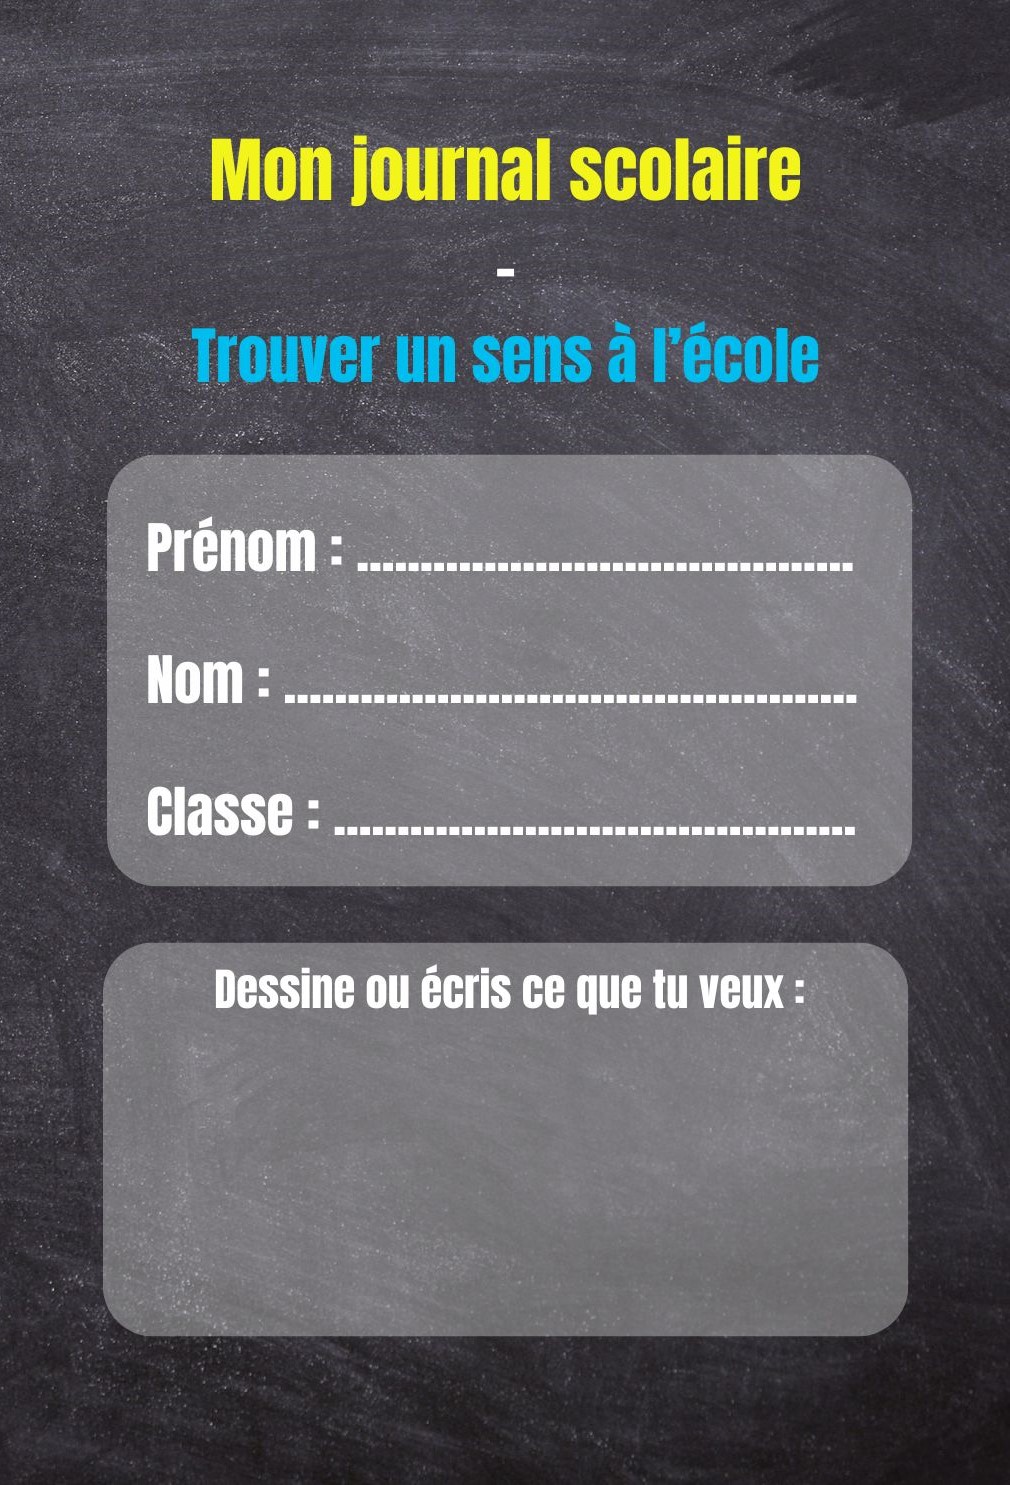 Mon journal scolaire
-
Trouver un sens à l’école
Prénom : .......................................
Nom : .............................................
Classe : .........................................
Dessine ou écris ce que tu veux :